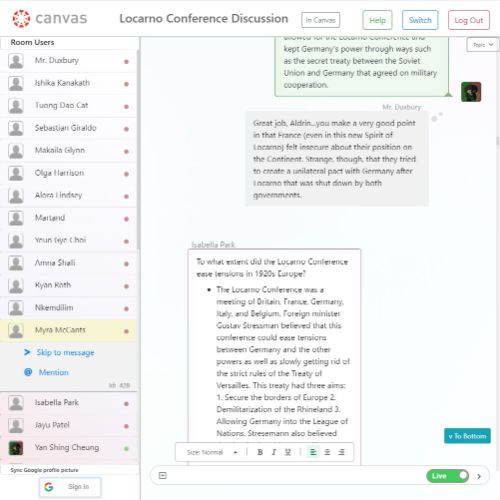 canvas
Locarno Conference Discussion
In Canvas
Help
Switch
Log Out
Room Users
Mr. Duxbury
Ishika Kanakath
Tuong Dao Cat
Sebastian Giraldo
Makaila Glynn
Olga Harrison
Alora Lindsey
Martand
Yeun Hye Choi
Amna Shafi
Ryan Roth
Nkemdilim
Myra McCants
Skip to message
@ Mention
Id: 428
Isabella Park
Jayu Patel
Yan Shing Cheung
Sync Google profile picture
Sign in
Topic
allowed for the Locarno Conference and
kept Germany's power through ways such
as the secret treaty between the Soviet
Union and Germany that agreed on military
cooperation.
Mr. Duxbury
Great job, Aldrin...you make a very good point
in that France (even in this new Spirit of
Locarno) felt insecure about their position on
the Continent. Strange, though, that they tried
to create a unilateral pact with Germany after
Locarno that was shut down by both
governments.
Isabella Park
To what extent did the Locarno Conference
ease tensions in 1920s Europe?
• The Locarno Conference was a
meeting of Britain, France, Germany,
Italy, and Belgium. Foreign minister
Gustav Stressman believed that this
conference could ease tensions
between Germany and the other
powers as well as slowly getting rid of
the strict rules of the Treaty of
Versailles. This treaty had three aims:
1. Secure the borders of Europe 2.
Demilitarization of the Rhineland 3.
Allowing Germany into the League of
Nations. Stresemann also believed
v To Bottom
Size: Normal
B I U
Live